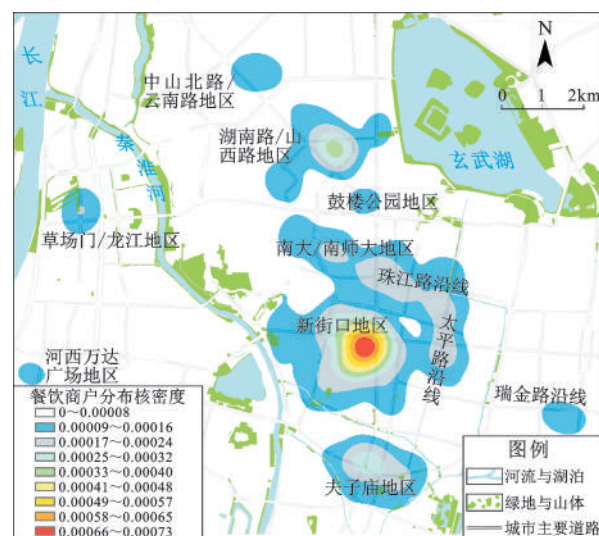 长
江
中山北路/
云南路地区
N
0 1 2km
秦
淮
河
湖南路/山
西路地区
玄武湖
鼓楼公园地区
草场门/龙江地区
南大/南师大地区
珠江路沿线
新街口地区
太
平
路
沿
线
河西万达
广场地区
瑞金路沿线
夫子庙地区
餐饮商户分布核密度
0～0.00008
0.00009～0.00016
0.00017～0.00024
0.00025～0.00032
0.00033～0.00040
0.00041～0.00048
0.00049～0.00057
0.00058～0.00065
0.00066～0.00073
图例
河流与湖泊
绿地与山体
城市主要道路